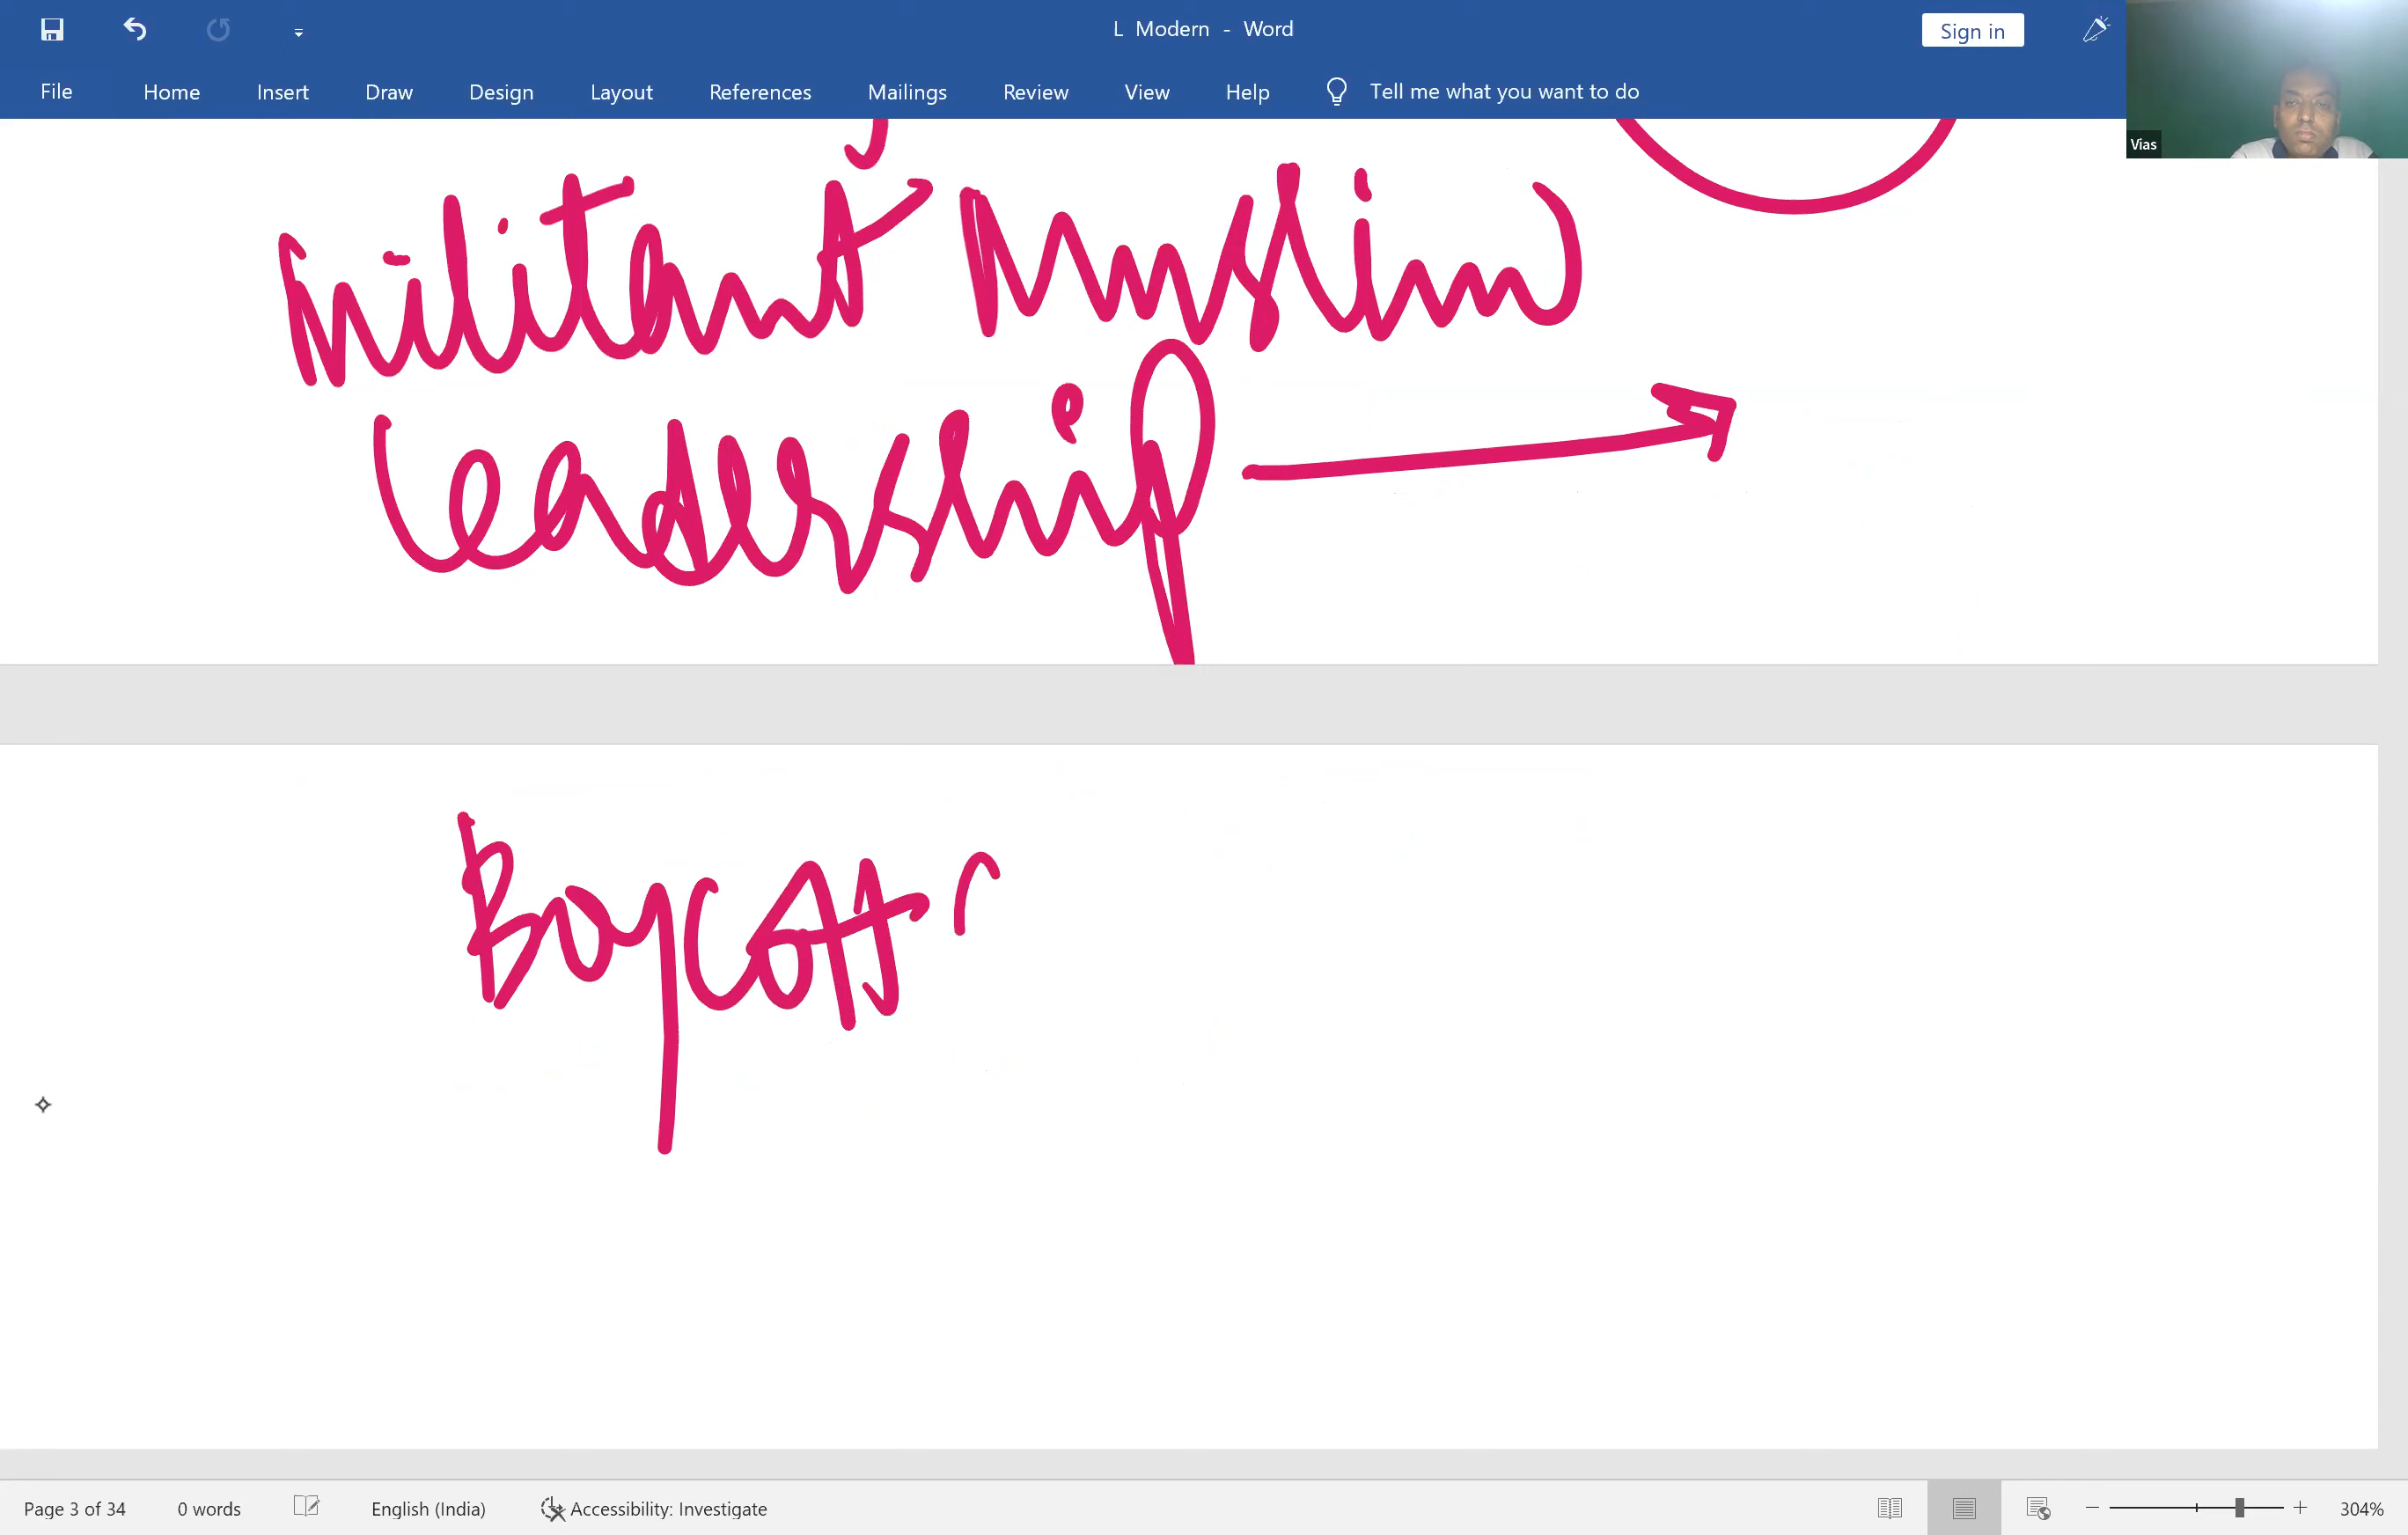 L Modern - Word
Sign in
File Home Insert Draw Design Layout References Mailings Review View Help Tell me what you want to do
Vias
Militant Muslim
Leadership
Boycott
Page 3 of 34 0 words English (India) Accessibility: Investigate 304%